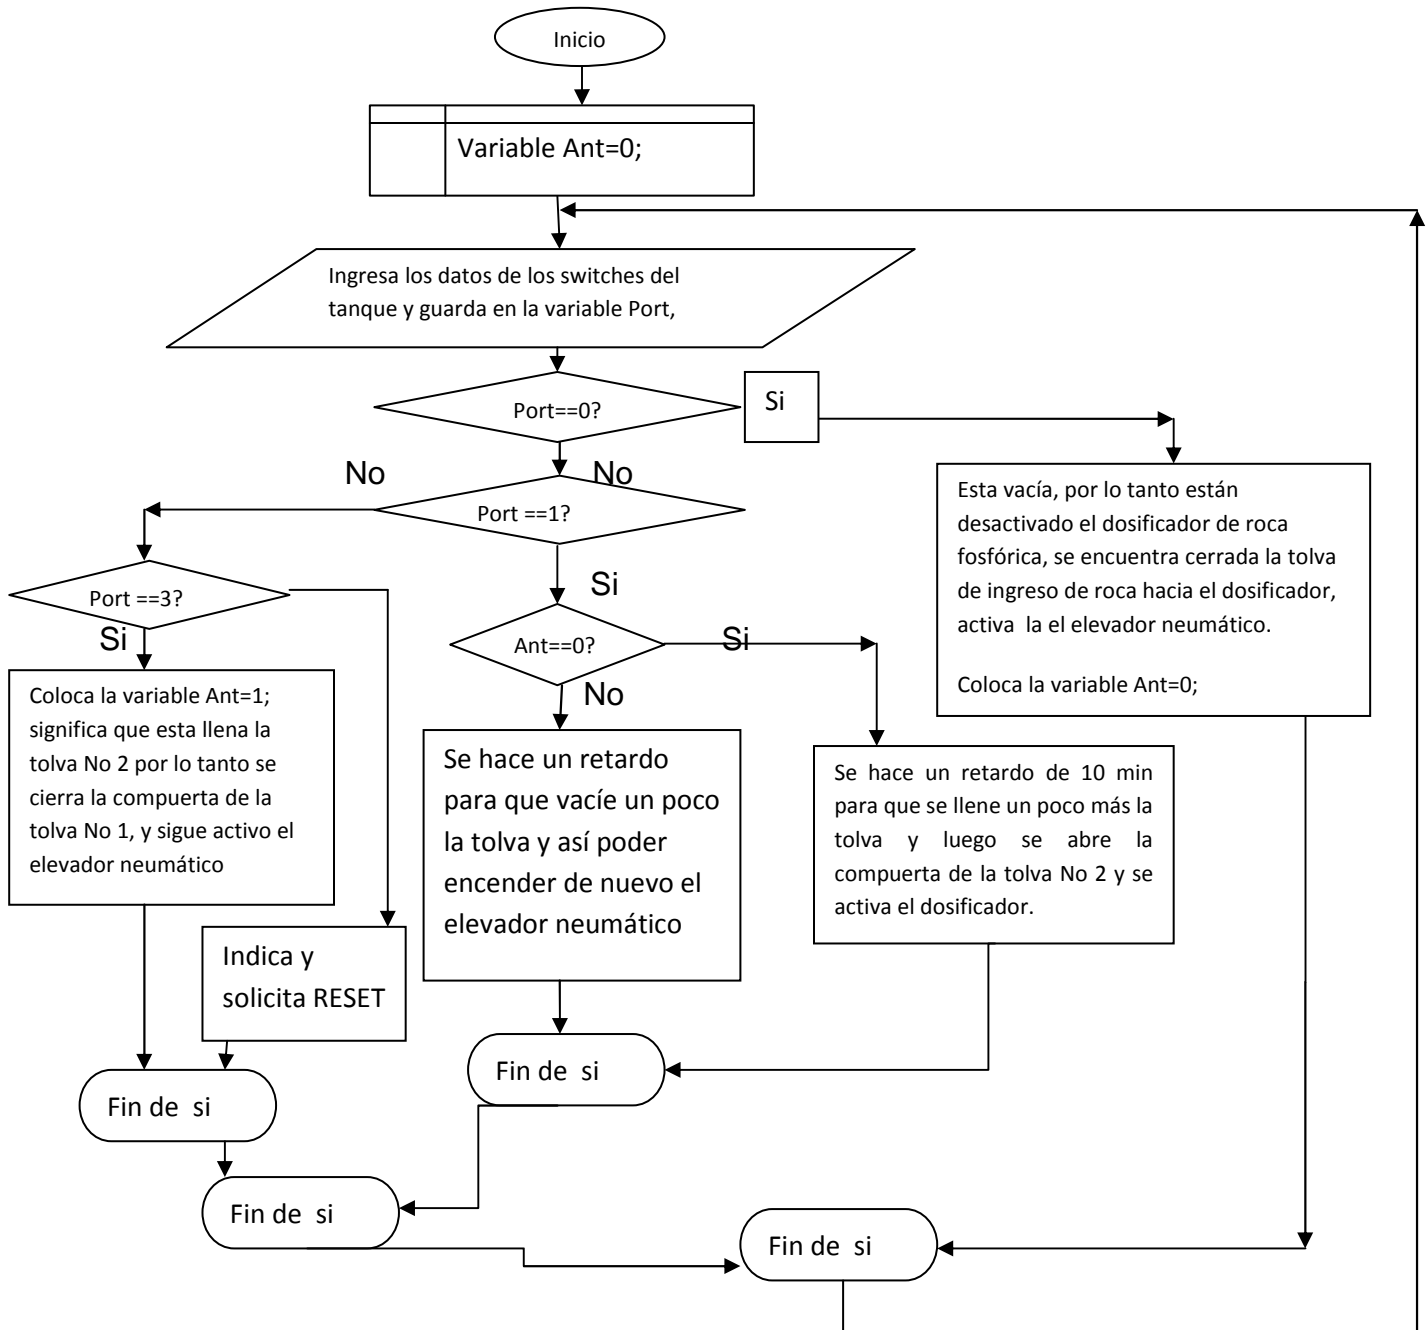 Inicio
Variable Ant=0;
Ingresa los datos de los switches del
tanque y guarda en la variable Port,
Port==0?
Si
No
No
Port ==1?
Esta vacía, por lo tanto están
desactivado el dosificador de roca
fosfórica, se encuentra cerrada la tolva
de ingreso de roca hacia el dosificador,
activa  la el elevador neumático.
Coloca la variable Ant=0;
Port ==3?
Si
Si
Ant==0?
Si
No
Coloca la variable Ant=1;
significa que esta llena la
tolva No 2 por lo tanto se
cierra la compuerta de la
tolva No 1, y sigue activo el
elevador neumático
Se hace un retardo
para que vacíe un poco
la tolva y así poder
encender de nuevo el
elevador neumático
Se hace un retardo de 10 min
para que se llene un poco más la
tolva y luego se abre la
compuerta de la tolva No 2 y se
activa el dosificador.
Indica y
solicita RESET
Fin de  si
Fin de  si
Fin de  si
Fin de  si